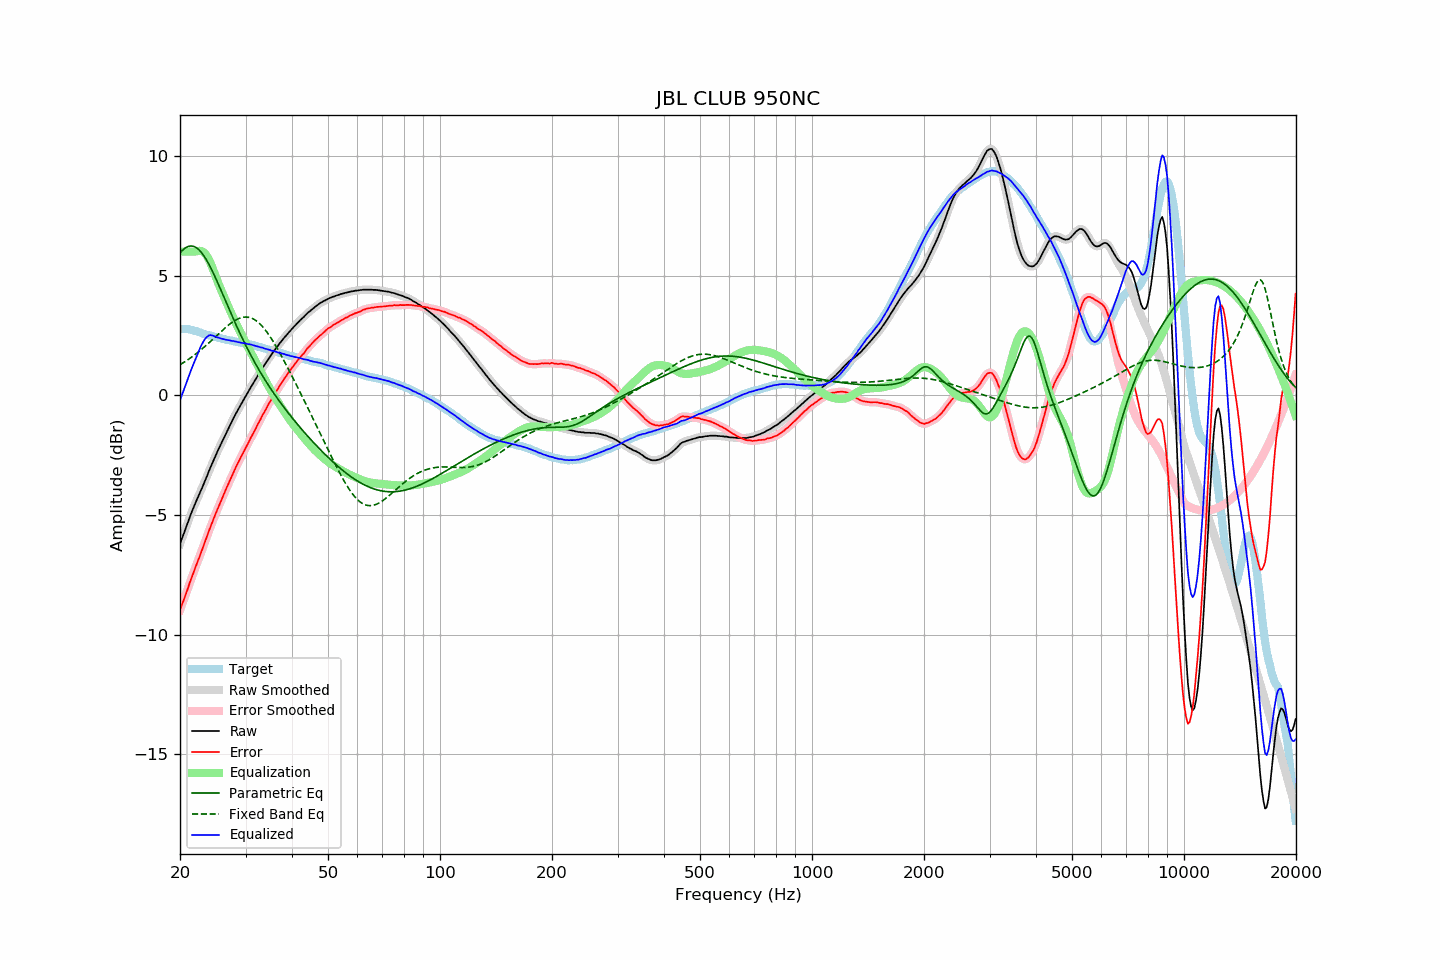 JBL CLUB 950NC
Amplitude (dBr)
10
5
0
−5
−10
−15
Target
Raw Smoothed
Error Smoothed
Raw
Error
Equalization
Parametric Eq
Fixed Band Eq
Equalized
20 50 100 200 500 1000 2000 5000 10000 20000
Frequency (Hz)